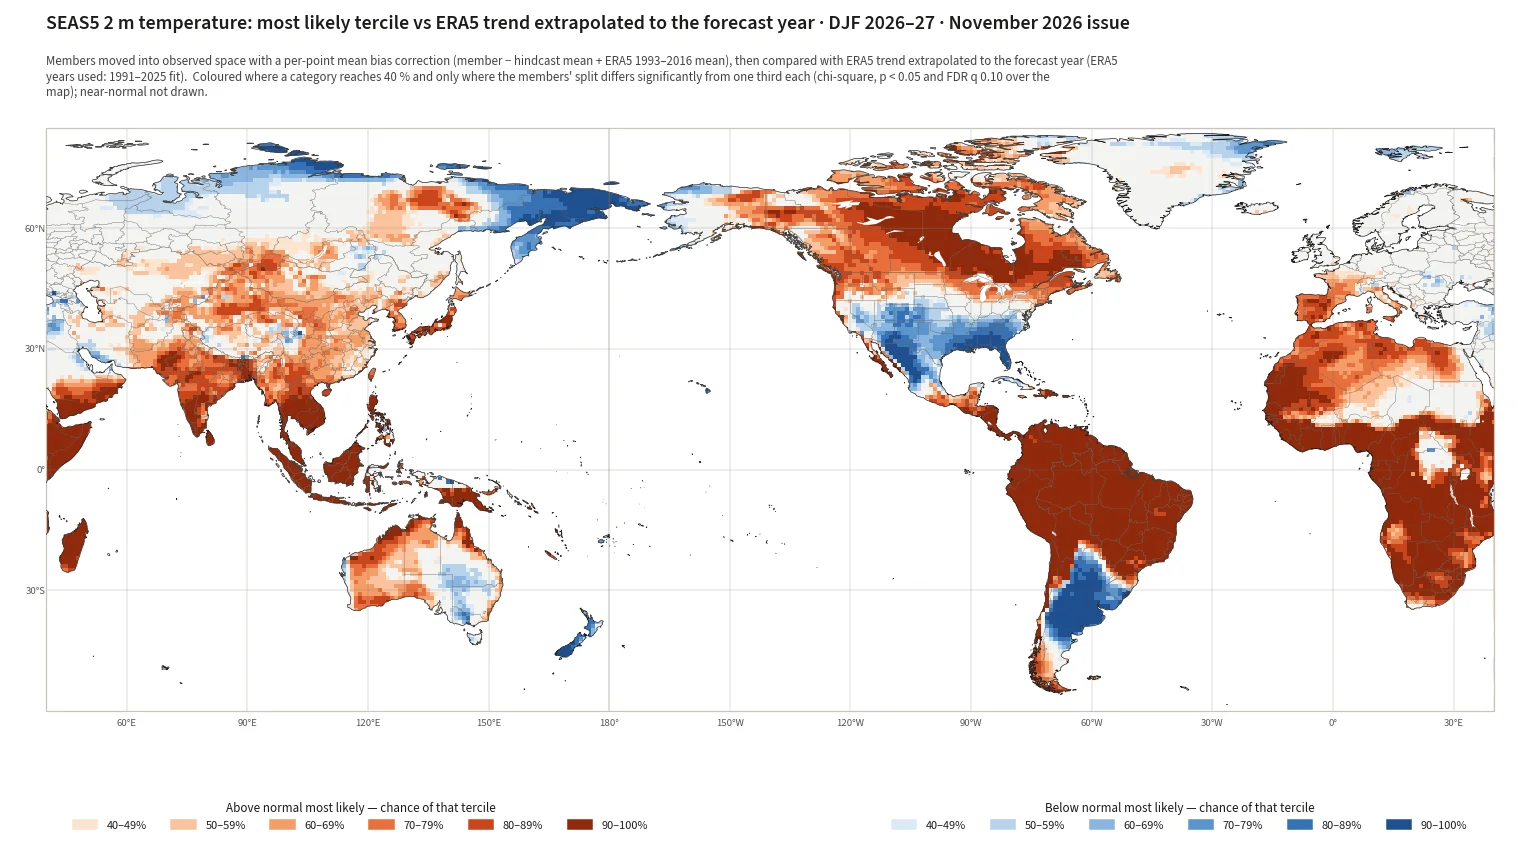 SEAS5 2 m temperature: most likely tercile vs ERA5 trend extrapolated to the forecast year · DJF 2026–27 · November 2026 issue
Members moved into observed space with a per-point mean bias correction (member − hindcast mean + ERA5 1993–2016 mean), then compared with ERA5 trend extrapolated to the forecast year (ERA5
years used: 1991–2025 fit). Coloured where a category reaches 40 % and only where the members' split differs significantly from one third each (chi-square, p < 0.05 and FDR q 0.10 over the
map); near-normal not drawn.
60°N
30°N
0°
30°S
60°E 90°E 120°E 150°E 180° 150°W 120°W 90°W 60°W 30°W 0° 30°E
Above normal most likely — chance of that tercile
40–49% 50–59% 60–69% 70–79% 80–89% 90–100%
Below normal most likely — chance of that tercile
40–49% 50–59% 60–69% 70–79% 80–89% 90–100%